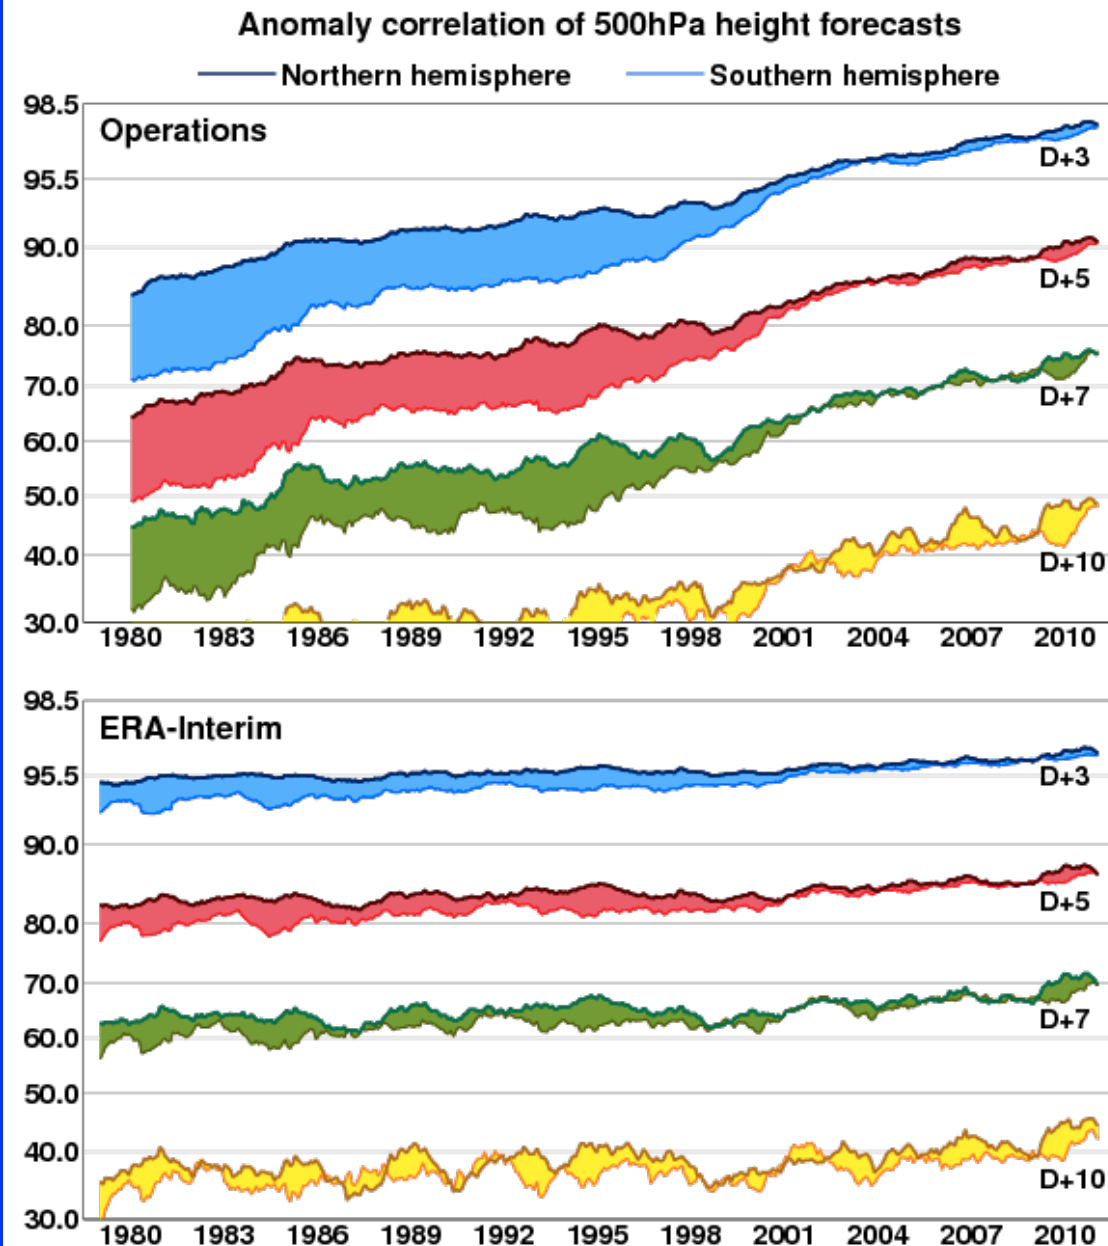 Anomaly correlation of 500hPa height forecasts
Northern hemisphere Southern hemisphere
98.5
Operations
D+3
95.5
90.0
D+5
80.0
70.0
D+7
60.0
50.0
40.0
D+10
30.0
1980 1983 1986 1989 1992 1995 1998 2001 2004 2007 2010
98.5
ERA-Interim
95.5
D+3
90.0
D+5
80.0
70.0
D+7
60.0
50.0
40.0
D+10
30.0
1980 1983 1986 1989 1992 1995 1998 2001 2004 2007 2010